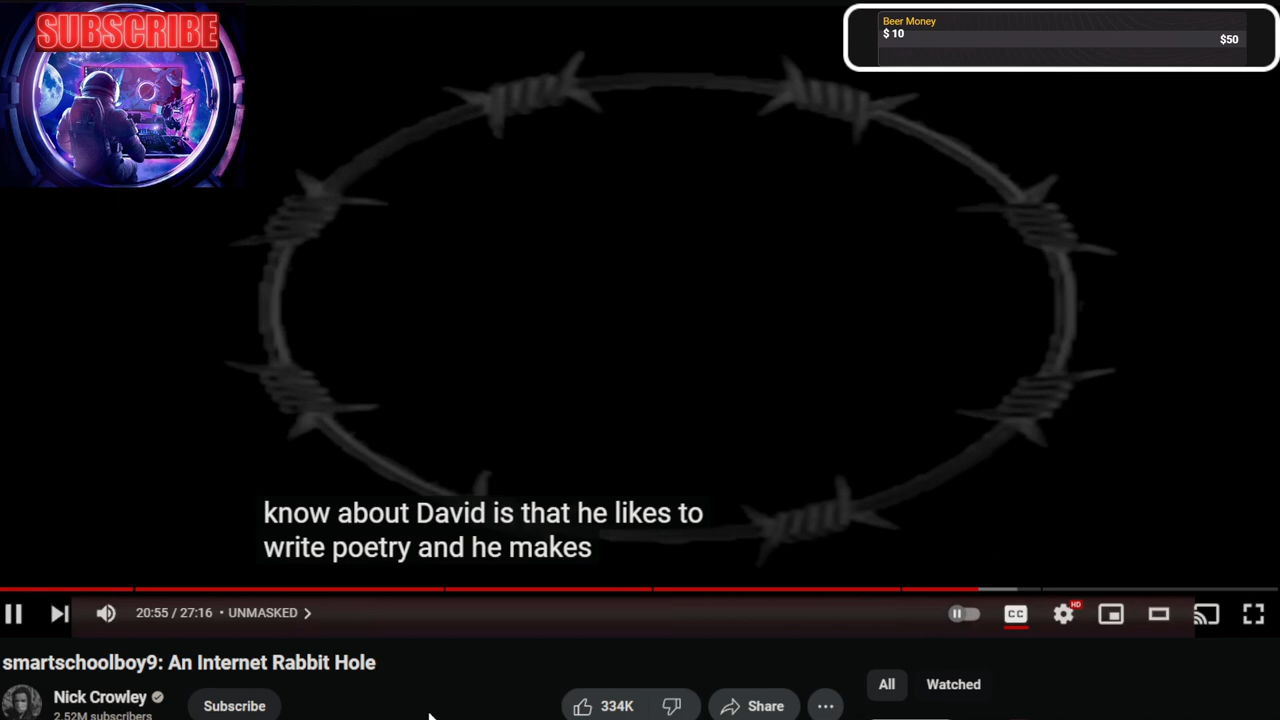 SUBSCRIBE
Beer Money
$ 10
$50
know about David is that he likes to
write poetry and he makes
20:55 / 27:16 • UNMASKED >
CC
HD
smartschoolboy9: An Internet Rabbit Hole
Nick Crowley
2.52M subscribers
Subscribe
334K
Share
All
Watched